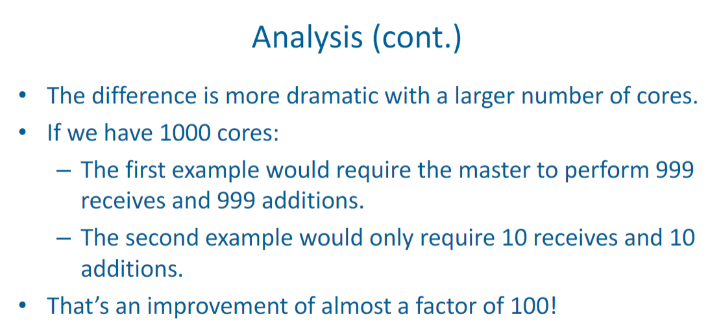 Analysis (cont.)
• The difference is more dramatic with a larger number of cores.
• If we have 1000 cores:
– The first example would require the master to perform 999
receives and 999 additions.
– The second example would only require 10 receives and 10
additions.
• That’s an improvement of almost a factor of 100!